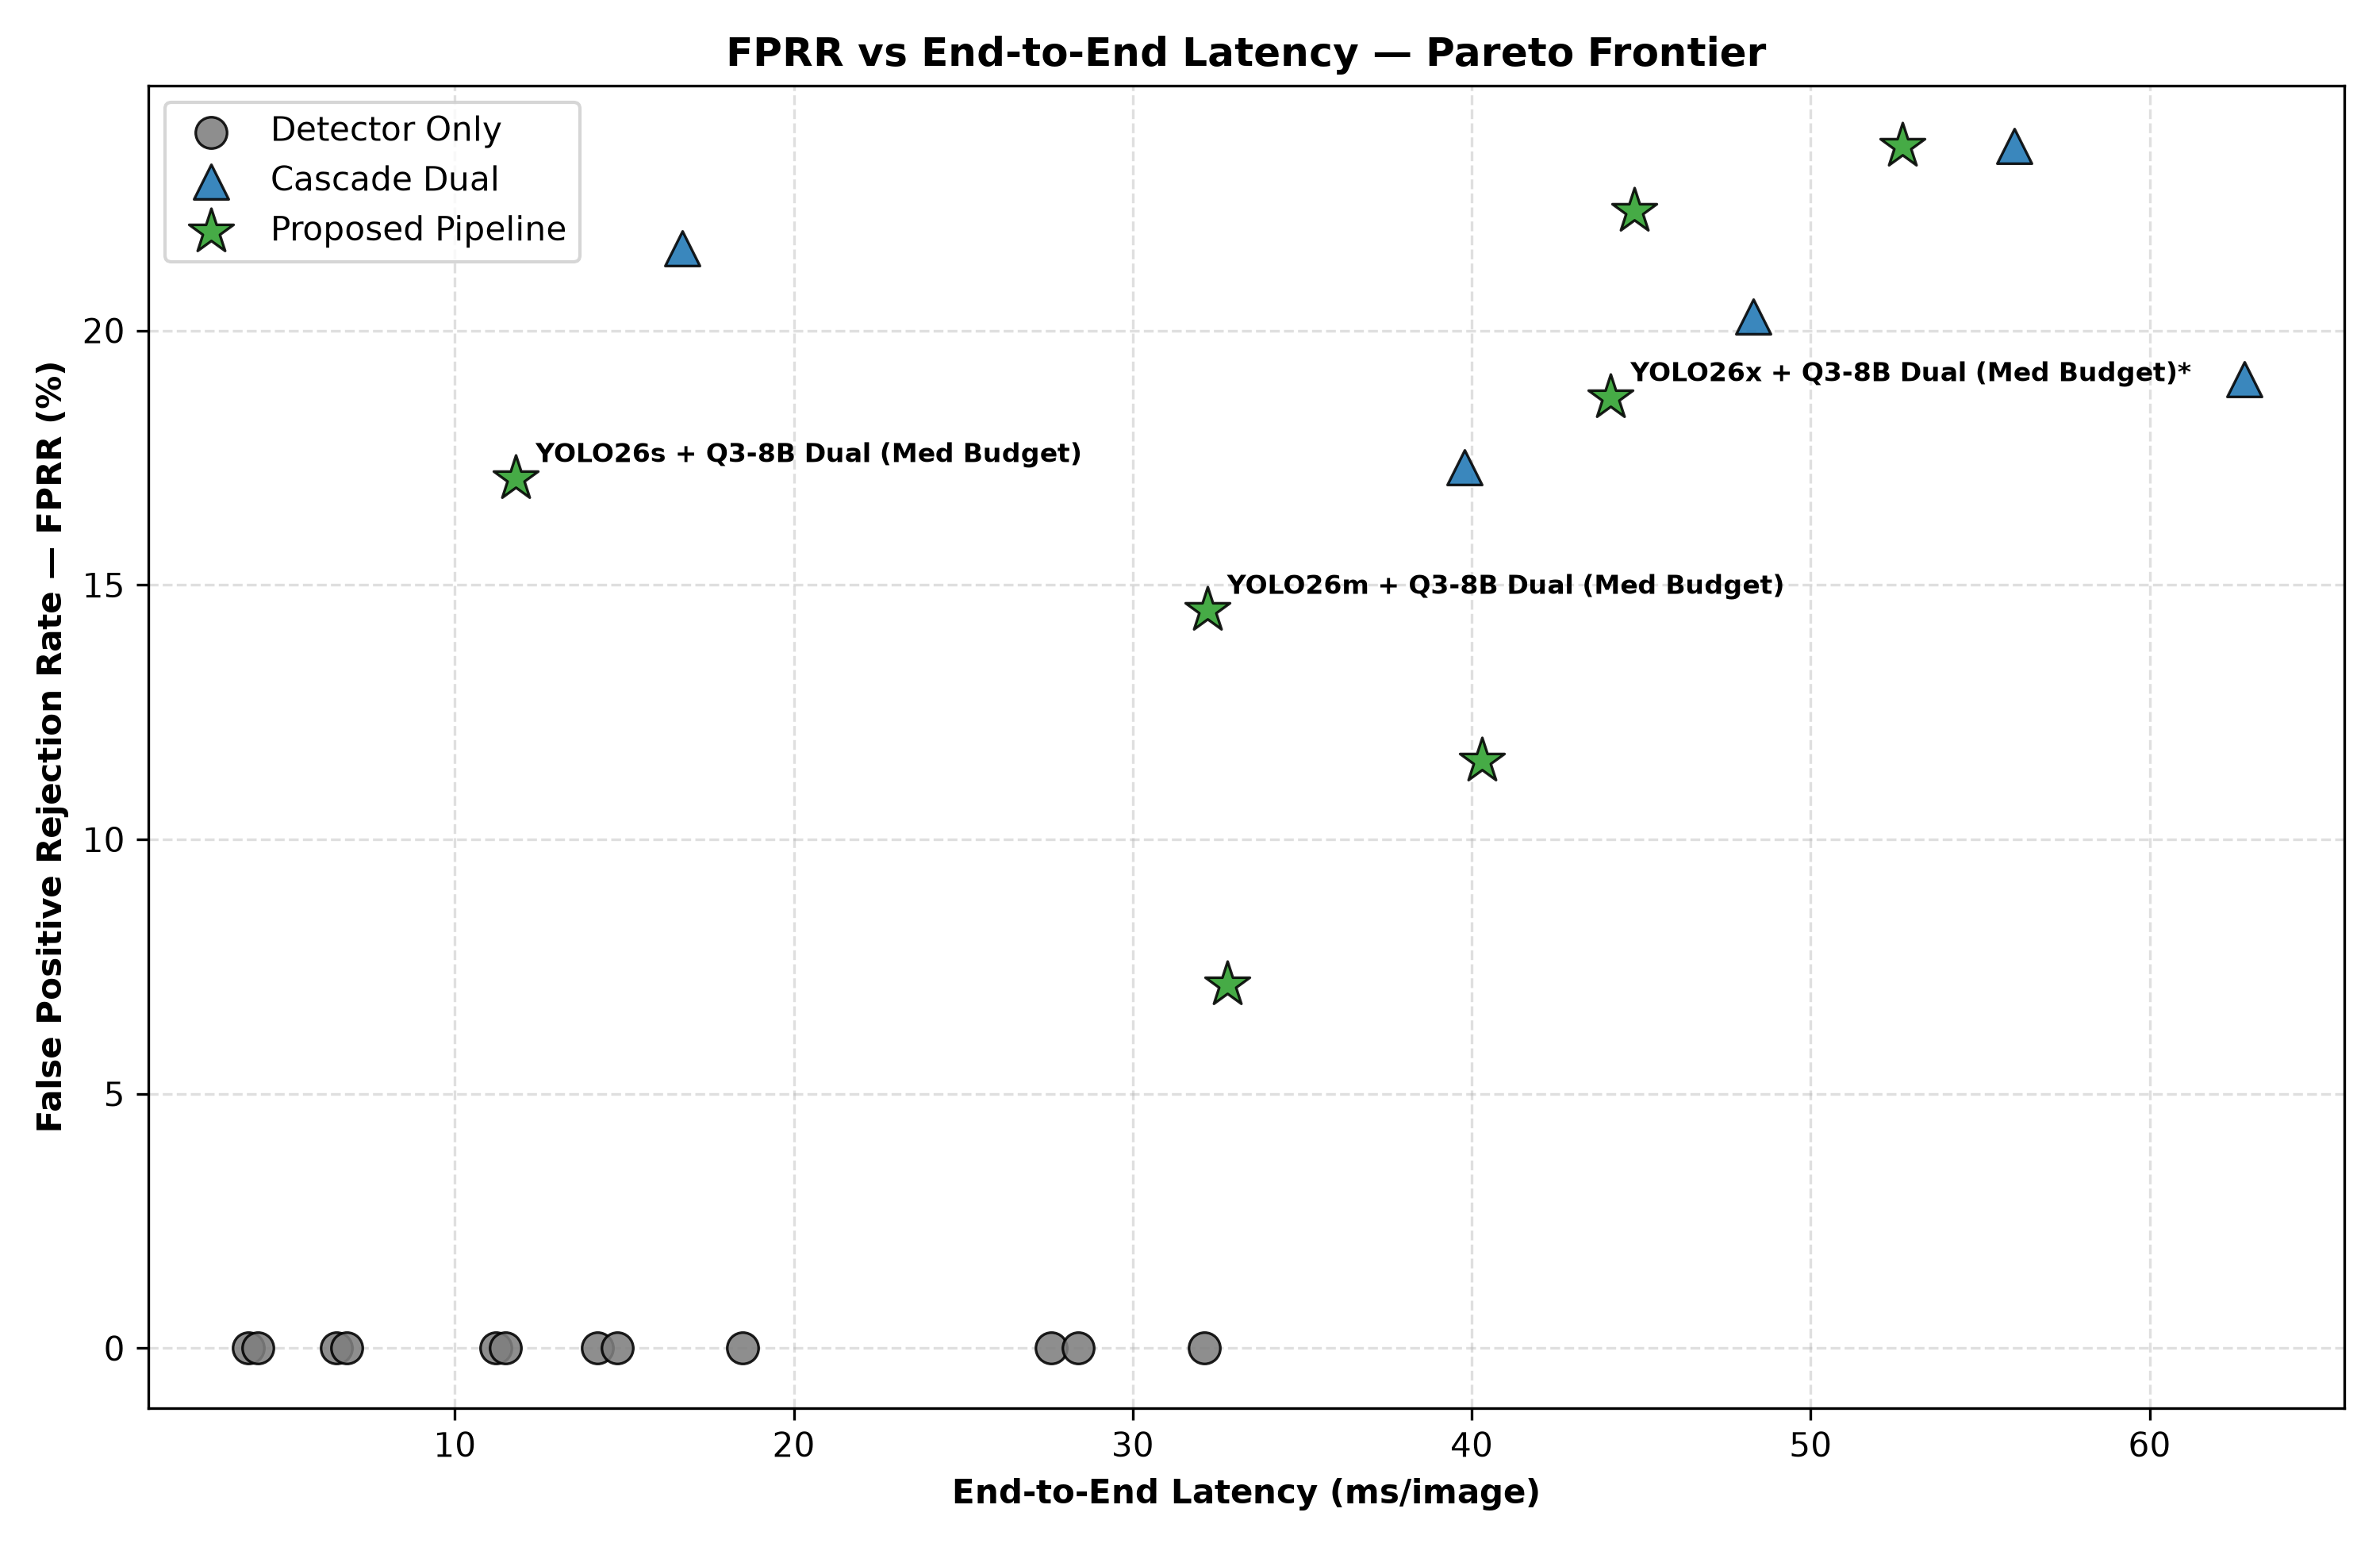 FPRR vs End-to-End Latency — Pareto Frontier
Detector Only
Cascade Dual
Proposed Pipeline
False Positive Rejection Rate — FPRR (%)
20
15
10
5
0
YOLO26x + Q3-8B Dual (Med Budget)*
YOLO26s + Q3-8B Dual (Med Budget)
YOLO26m + Q3-8B Dual (Med Budget)
10 20 30 40 50 60
End-to-End Latency (ms/image)